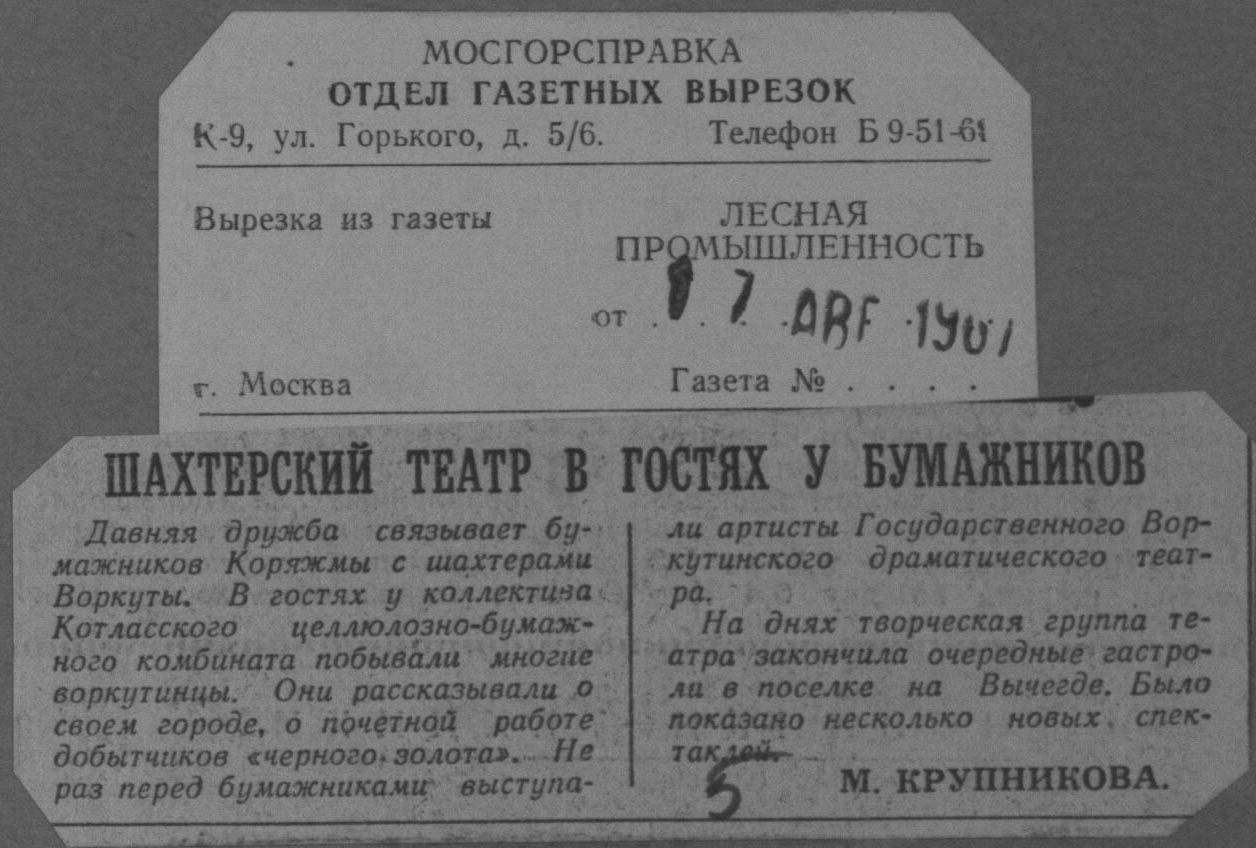 МОСГОРСПРАВКА
ОТДЕЛ ГАЗЕТНЫХ ВЫРЕЗОК
К-9, ул. Горького, д. 5/6. Телефон Б 9-51-61
Вырезка из газеты
ЛЕСНАЯ
ПРОМЫШЛЕННОСТЬ
от . . 7 . .
г. Москва Газета № . . . .
ШАХТЕРСКИЙ ТЕАТР В ГОСТЯХ У БУМАЖНИКОВ
Давняя дружба связывает бу-
мажников Коряжмы с шахтерами
Воркуты. В гостях у коллектива
Котласского целлюлозно-бумаж-
ного комбината побывали многие
воркутинцы. Они рассказывали о
своем городе, о почетной работе
добытчиков «черного золота». Не
раз перед бумажниками выступа-
ли артисты Государственного Вор-
кутинского драматического теат-
ра.
На днях творческая группа те-
атра закончила очередные гастро-
ли в поселке на Вычегде. Было
показано несколько новых спек-
таклей.
5
М. КРУПНИКОВА.